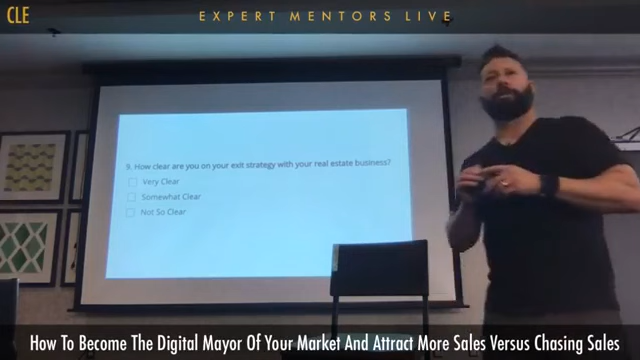 CLE
EXPERT MENTORS LIVE
9. How clear are you on your exit strategy with your real estate business?
Very Clear
Somewhat Clear
Not So Clear
How To Become The Digital Mayor Of Your Market And Attract More Sales Versus Chasing Sales